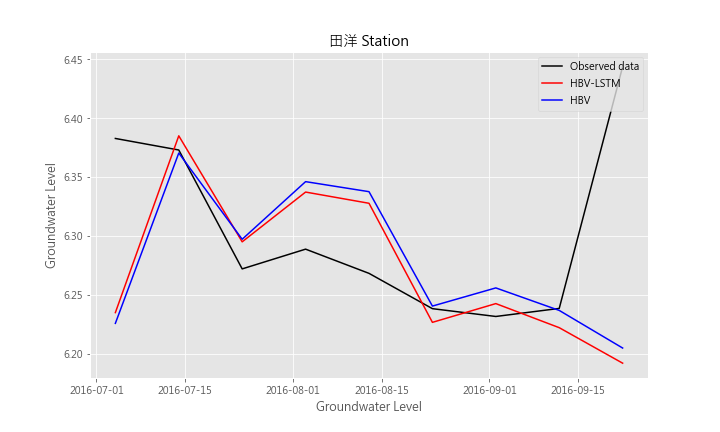 田洋 Station
Observed data
HBV-LSTM
HBV
Groundwater Level
6.45
6.40
6.35
6.30
6.25
6.20
2016-07-01 2016-07-15 2016-08-01 2016-08-15 2016-09-01 2016-09-15
Groundwater Level